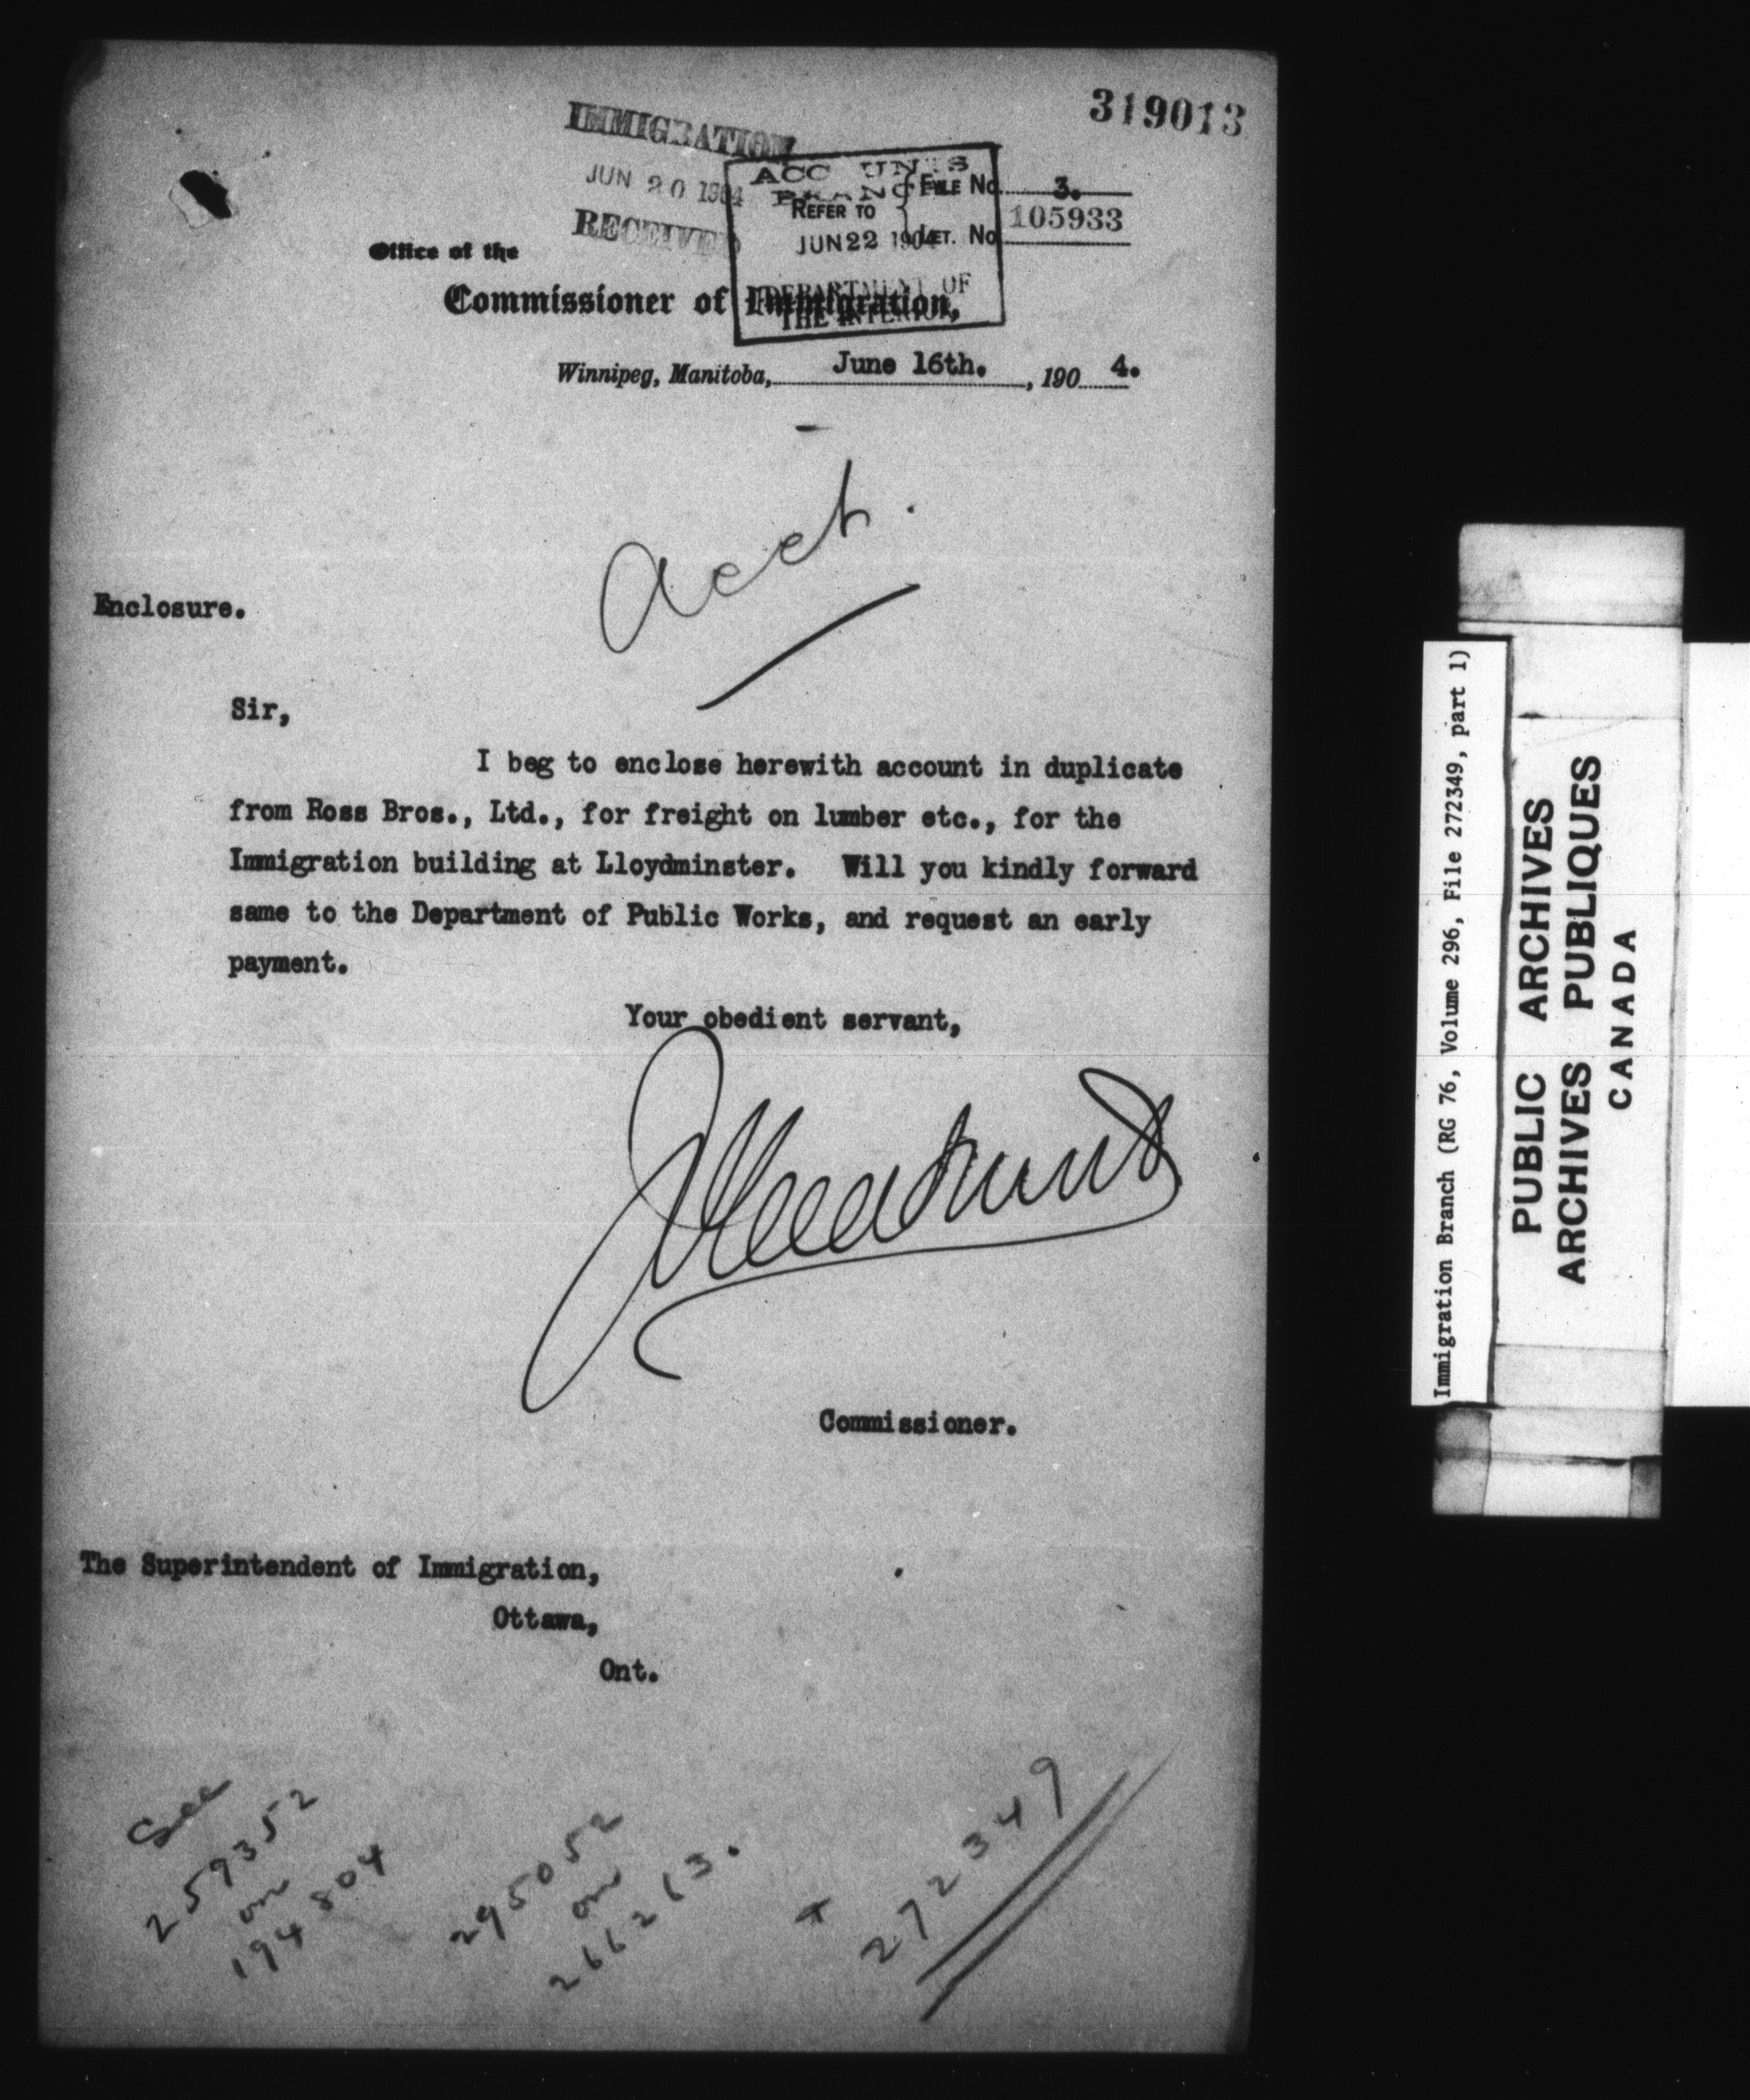 319013
IMMIGRATION
JUN 20 1904
RECEIVED
ACCOUNTS
BRANCH
JUN 22 1904
DEPARTMENT OF
THE INTERIOR
REFER TO
FILE No. 3.
LET. No. 105933
Office of the
Commissioner of Immigration,
Winnipeg, Manitoba, June 16th. , 190 4.
Acct.
Enclosure.
Sir,
I beg to enclose herewith account in duplicate
from Ross Bros., Ltd., for freight on lumber etc., for the
Immigration building at Lloydminster. Will you kindly forward
same to the Department of Public Works, and request an early
payment.
Your obedient servant,
Commissioner.
The Superintendent of Immigration,
Ottawa,
Ont.
See
259352
on
194804
295052
on
266263.
272349
Immigration Branch (RG 76, Volume 296, File 272349, part 1)
PUBLIC ARCHIVES
ARCHIVES PUBLIQUES
CANADA